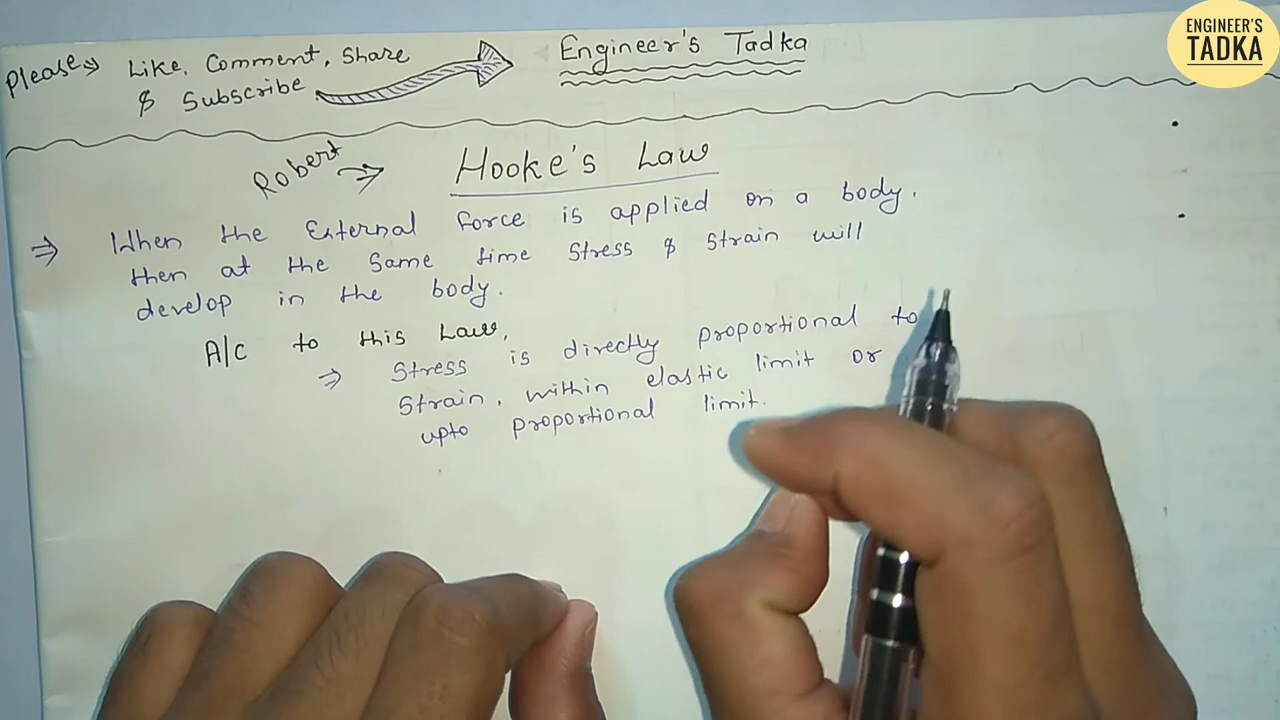 Please Like, Comment, Share
& Subscribe
Engineer's Tadka
ENGINEER'S
TADKA
Robert
Hooke's Law
When the External Force is applied on a body.
then at the Same time Stress & Strain will
develop in the body.
A/c to this Law,
Stress is directly proportional to
Strain, within elastic limit or
upto proportional limit.